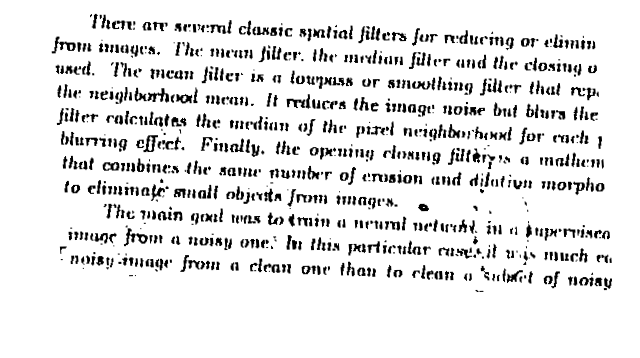 There are several classic spatial filters for reducing or elimin
from images. The mean filter, the median filter and the closing o
used. The mean filter is a lowpass or smoothing filter that rep
the neighborhood mean. It reduces the image noise but blurs the
filter calculates the median of the pixel neighborhood for each
blurring effect. Finally, the opening closing filter is a mathem
that combines the same number of erosion and dilation morpho
to eliminate small objects from images.
The main goal was to train a neural network in a supervised
image from a noisy one. In this particular case, it was much ea
noisy image from a clean one than to clean a subset of noisy